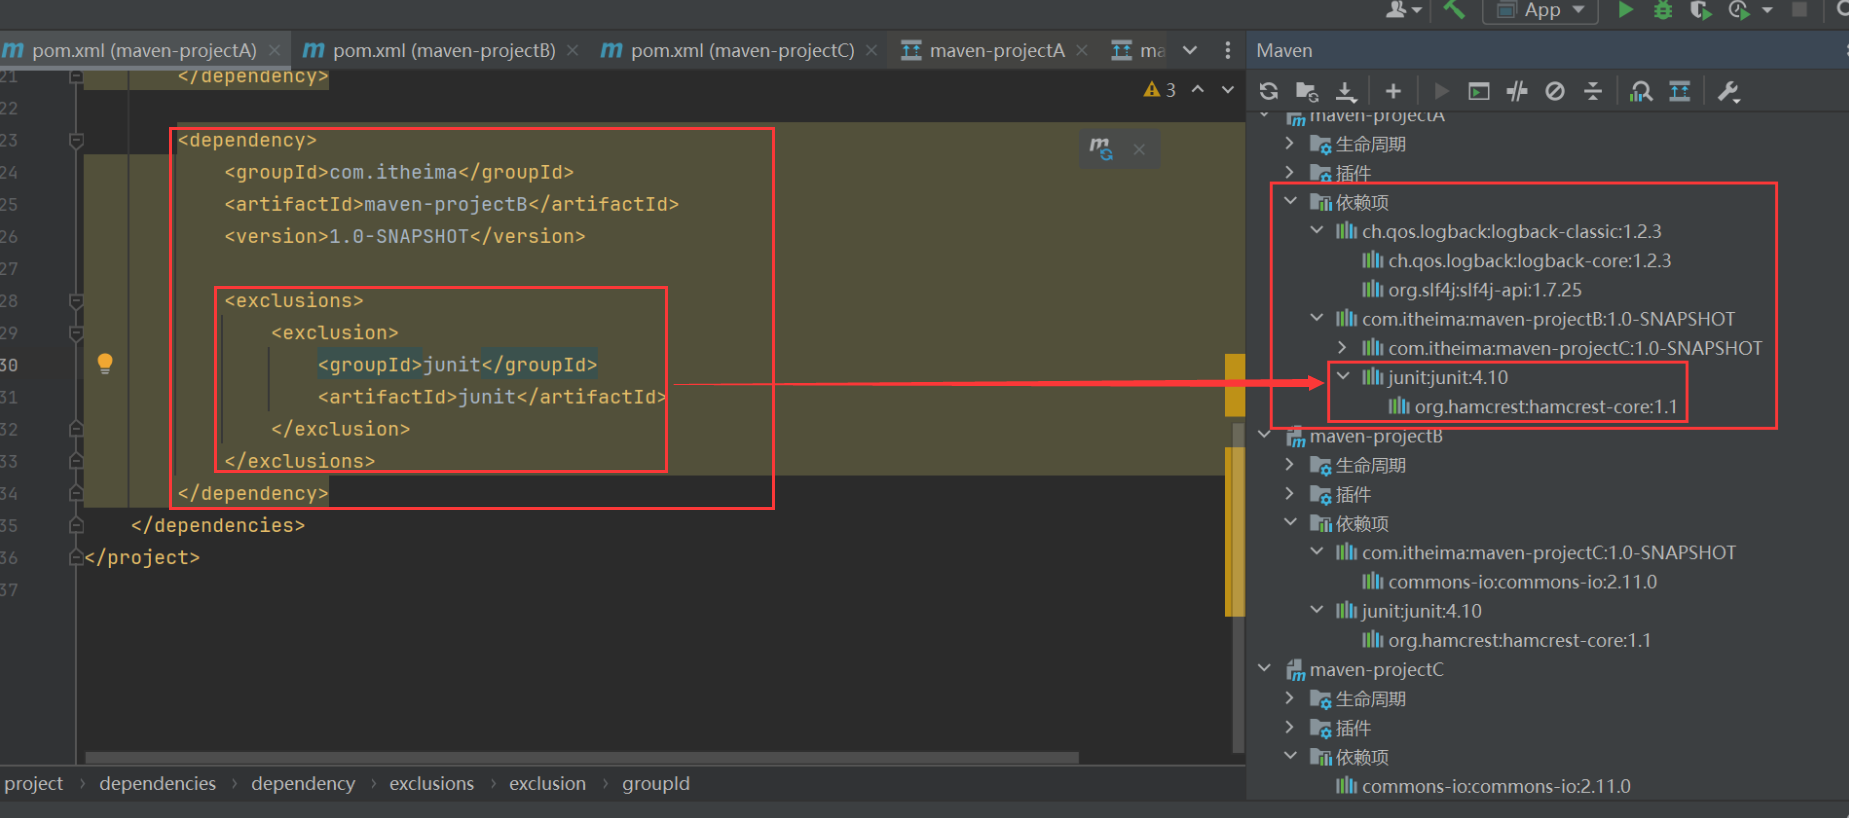 App
pom.xml (maven-projectA)
pom.xml (maven-projectB)
pom.xml (maven-projectC)
maven-projectA
ma
Maven
3
21 </dependency>
22
23 <dependency>
24 <groupId>com.itheima</groupId>
25 <artifactId>maven-projectB</artifactId>
26 <version>1.0-SNAPSHOT</version>
27
28 <exclusions>
29 <exclusion>
30 <groupId>junit</groupId>
31 <artifactId>junit</artifactId>
32 </exclusion>
33 </exclusions>
34 </dependency>
35 </dependencies>
36 </project>
37
project › dependencies › dependency › exclusions › exclusion › groupId
maven-projectA
生命周期
插件
依赖项
ch.qos.logback:logback-classic:1.2.3
ch.qos.logback:logback-core:1.2.3
org.slf4j:slf4j-api:1.7.25
com.itheima:maven-projectB:1.0-SNAPSHOT
com.itheima:maven-projectC:1.0-SNAPSHOT
junit:junit:4.10
org.hamcrest:hamcrest-core:1.1
maven-projectB
生命周期
插件
依赖项
com.itheima:maven-projectC:1.0-SNAPSHOT
commons-io:commons-io:2.11.0
junit:junit:4.10
org.hamcrest:hamcrest-core:1.1
maven-projectC
生命周期
插件
依赖项
commons-io:commons-io:2.11.0